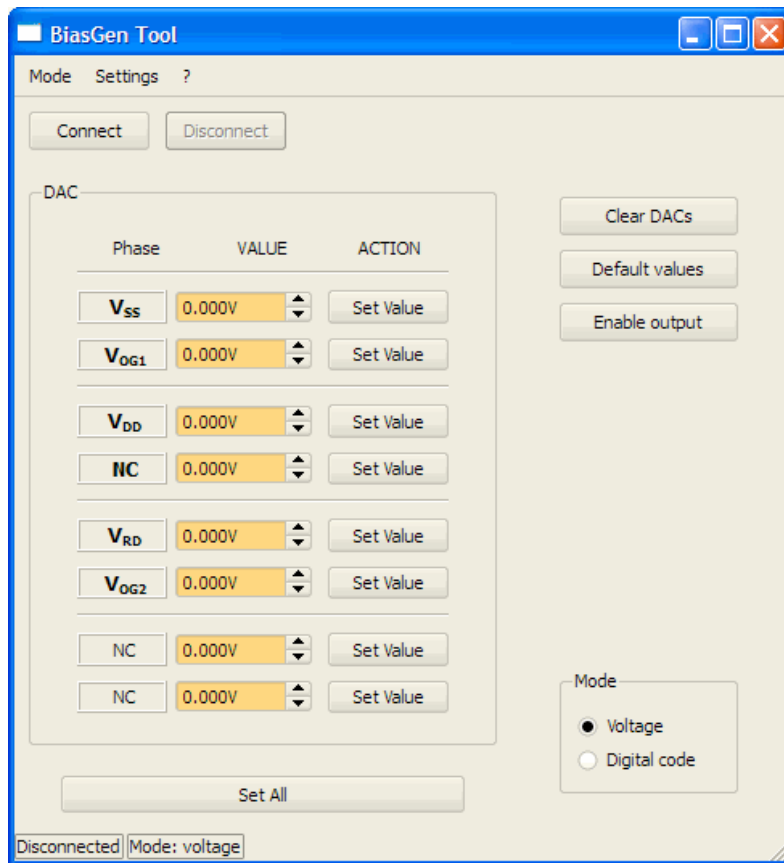 BiasGen Tool
Mode Settings ?
Connect Disconnect
DAC
Phase VALUE ACTION
VSS 0.000V Set Value
VOG1 0.000V Set Value
VDD 0.000V Set Value
NC 0.000V Set Value
VRD 0.000V Set Value
VOG2 0.000V Set Value
NC 0.000V Set Value
NC 0.000V Set Value
Set All
Clear DACs
Default values
Enable output
Mode
Voltage
Digital code
Disconnected Mode: voltage